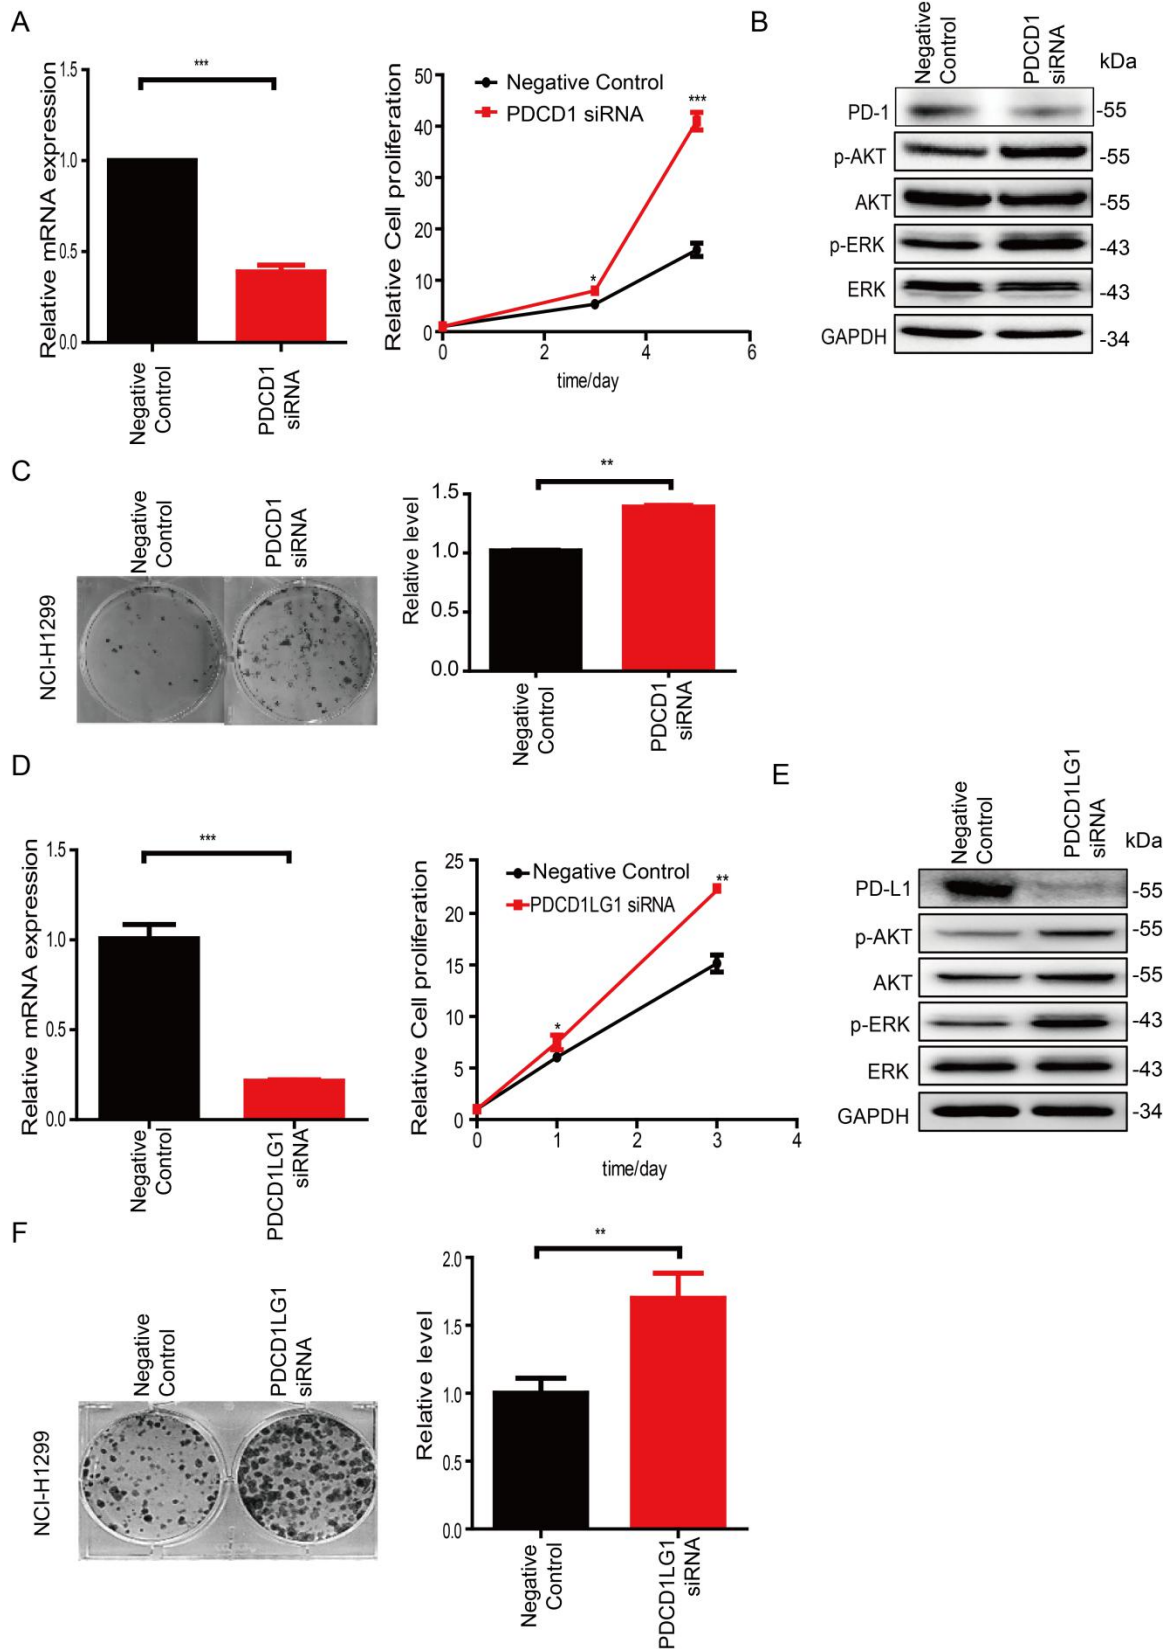 A
Relative mRNA expression
1.5
1.0
0.5
0.0
***
Negative
Control
PDCD1
siRNA
Relative Cell proliferation
50
40
30
20
10
0
Negative Control
PDCD1 siRNA
*
***
0
2
4
6
time/day
B
Negative
Control
PDCD1
siRNA
kDa
PD-1
-55
p-AKT
-55
AKT
-55
p-ERK
-43
ERK
-43
GAPDH
-34
C
Negative
Control
PDCD1
siRNA
NCI-H1299
Relative level
1.5
1.0
0.5
0.0
**
Negative
Control
PDCD1
siRNA
D
Relative mRNA expression
1.5
1.0
0.5
0.0
***
Negative
Control
PDCD1LG1
siRNA
Relative Cell proliferation
25
20
15
10
5
0
Negative Control
PDCD1LG1 siRNA
*
**
0
1
2
3
4
time/day
E
Negative
Control
PDCD1LG1
siRNA
kDa
PD-L1
-55
p-AKT
-55
AKT
-55
p-ERK
-43
ERK
-43
GAPDH
-34
F
Negative
Control
PDCD1LG1
siRNA
NCI-H1299
Relative level
2.0
1.5
1.0
0.5
0.0
**
Negative
Control
PDCD1LG1
siRNA